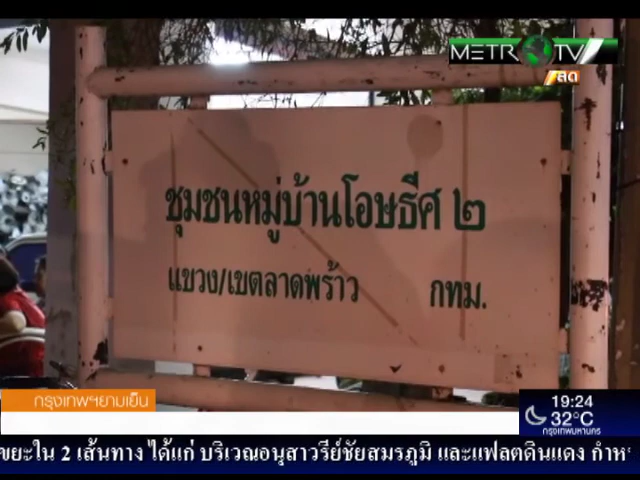 METR TV
สด
ชุมชนหมู่บ้านโอษธีศ ๒
แขวง/เขตลาดพร้าว กทม.
กรุงเทพฯยามเย็น
19:24
32°C
กรุงเทพมหานคร
ขยะใน 2 เส้นทาง ได้แก่ บริเวณอนุสาวรีย์ชัยสมรภูมิ และแฟลตดินแดง กำห